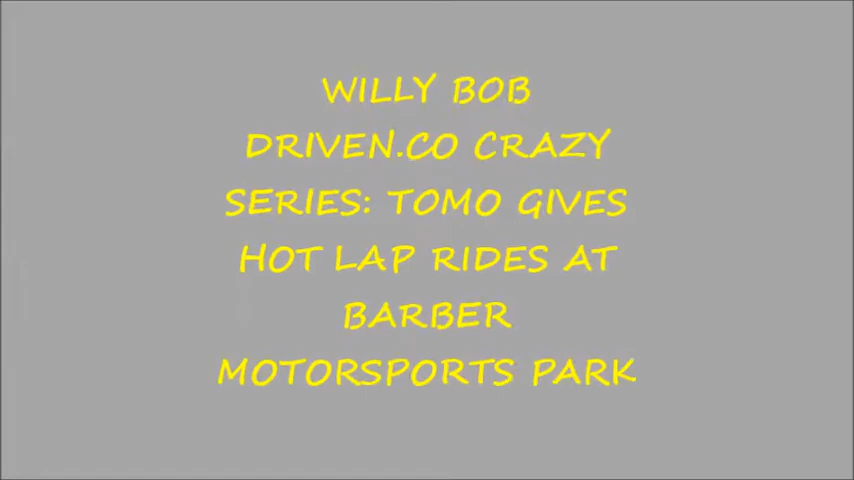 WILLY BOB
DRIVEN.CO CRAZY
SERIES: TOMO GIVES
HOT LAP RIDES AT
BARBER
MOTORSPORTS PARK